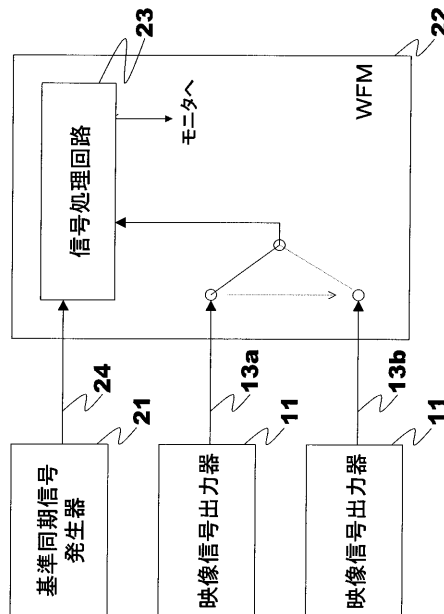 基準同期信号
発生器
21
24
信号処理回路
23
モニタへ
WFM
22
映像信号出力器
11
13a
映像信号出力器
11
13b